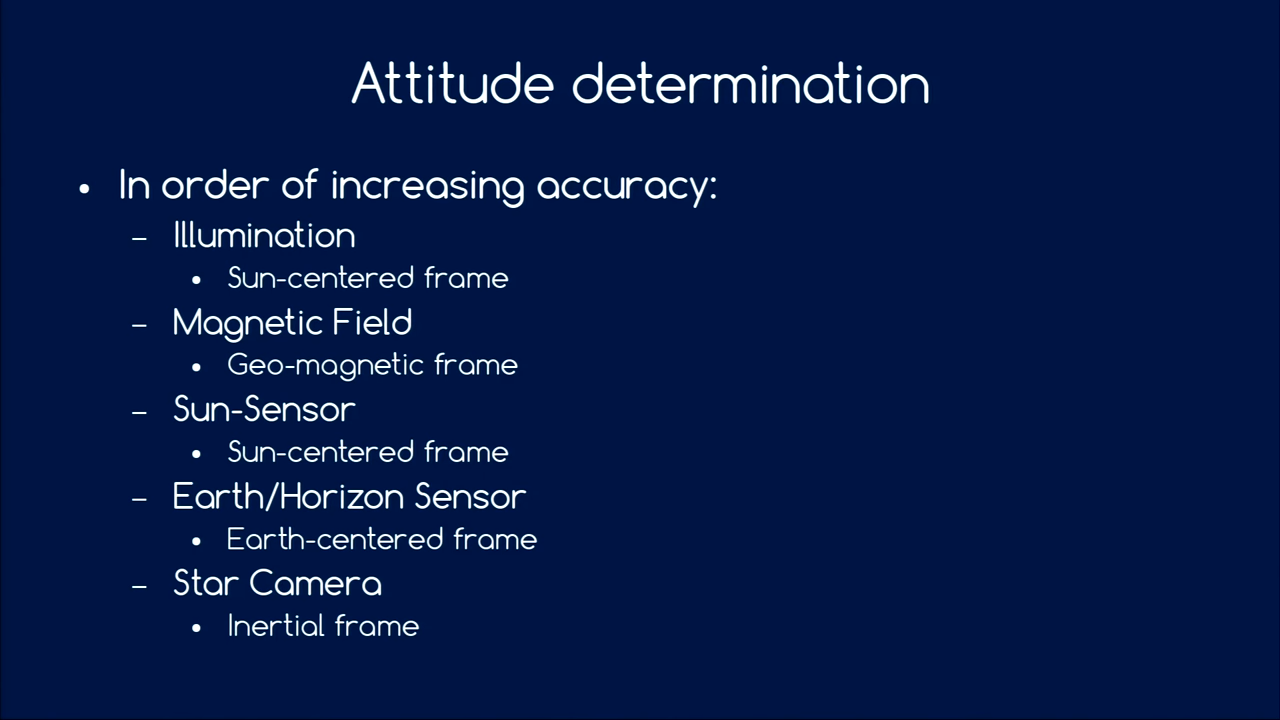 Attitude determination
• In order of increasing accuracy:
– Illumination
• Sun-centered frame
– Magnetic Field
• Geo-magnetic frame
– Sun-Sensor
• Sun-centered frame
– Earth/Horizon Sensor
• Earth-centered frame
– Star Camera
• Inertial frame